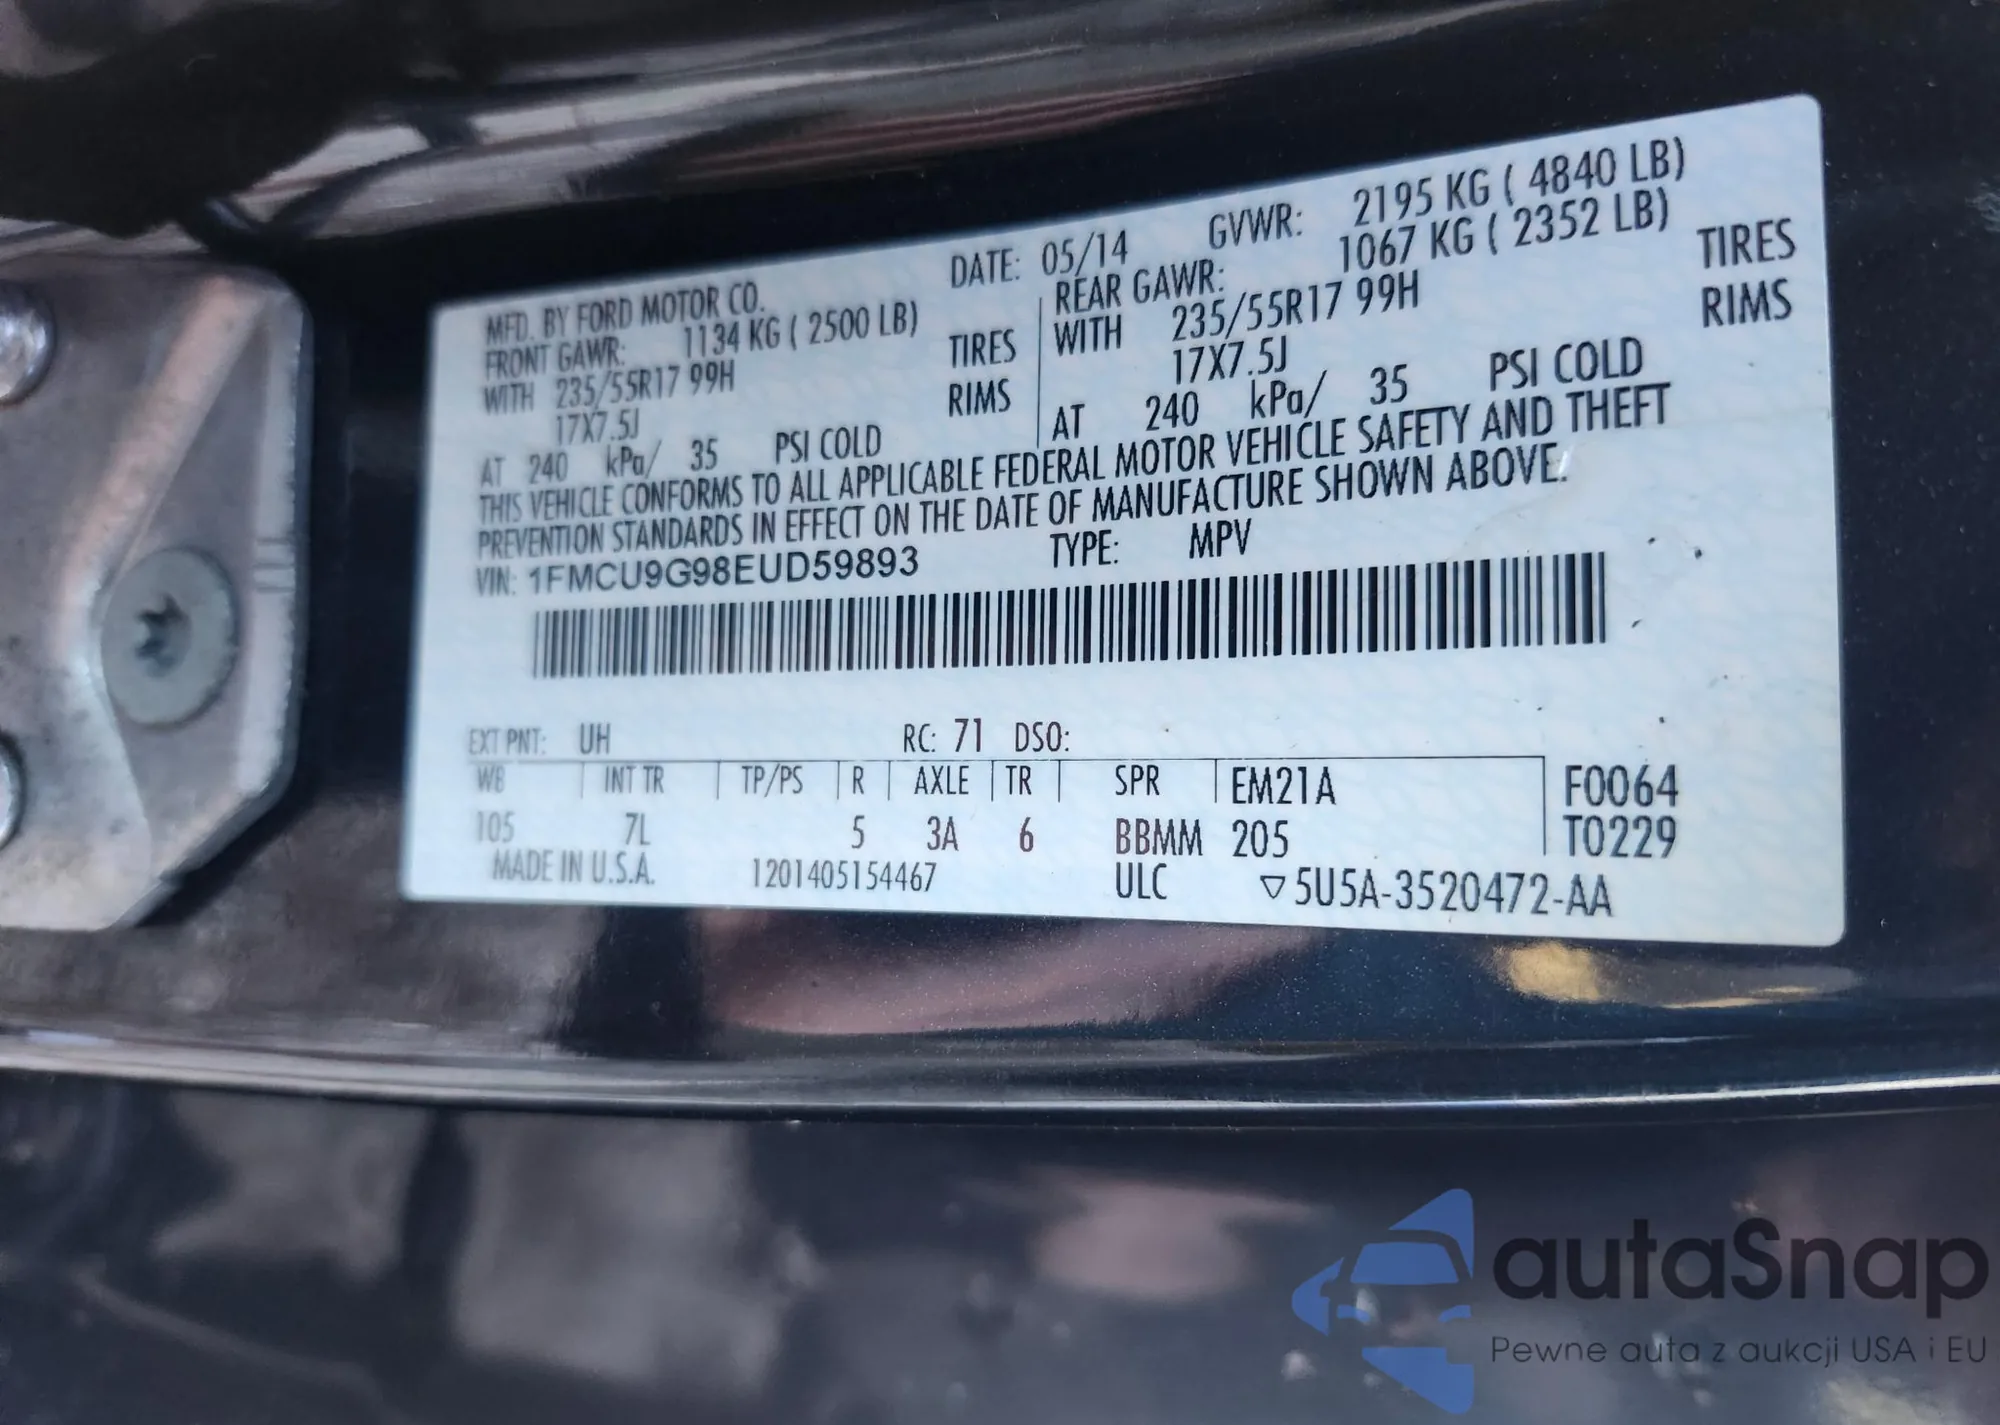 MFD. BY FORD MOTOR CO. DATE: 05/14 GVWR: 2195 KG ( 4840 LB)
FRONT GAWR: 1134 KG ( 2500 LB) REAR GAWR: 1067 KG ( 2352 LB)
WITH 235/55R17 99H TIRES WITH 235/55R17 99H TIRES
17X7.5J RIMS 17X7.5J RIMS
AT 240 kPa/ 35 PSI COLD AT 240 kPa/ 35 PSI COLD
THIS VEHICLE CONFORMS TO ALL APPLICABLE FEDERAL MOTOR VEHICLE SAFETY AND THEFT
PREVENTION STANDARDS IN EFFECT ON THE DATE OF MANUFACTURE SHOWN ABOVE.
VIN: 1FMCU9G98EUD59893 TYPE: MPV
EXT PNT: UH RC: 71 DSO:
WB INT TR TP/PS R AXLE TR SPR EM21A F0064
105 7L 5 3A 6 BBMM 205 T0229
MADE IN U.S.A. 1201405154467 ULC ▽5U5A-3520472-AA
autaSnap
Pewne auta z aukcji USA i EU